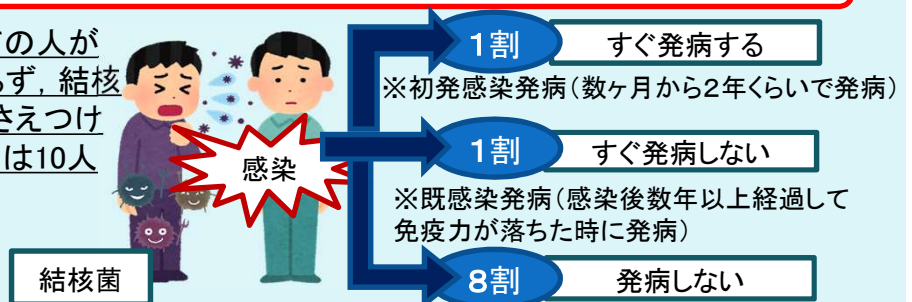 の人が
らず，結核
さえつけ
は10人
感染
結核菌
1割
すぐ発病する
※初発感染発病（数ヶ月から2年くらいで発病）
1割
すぐ発病しない
※既感染発病（感染後数年以上経過して
免疫力が落ちた時に発病）
8割
発病しない